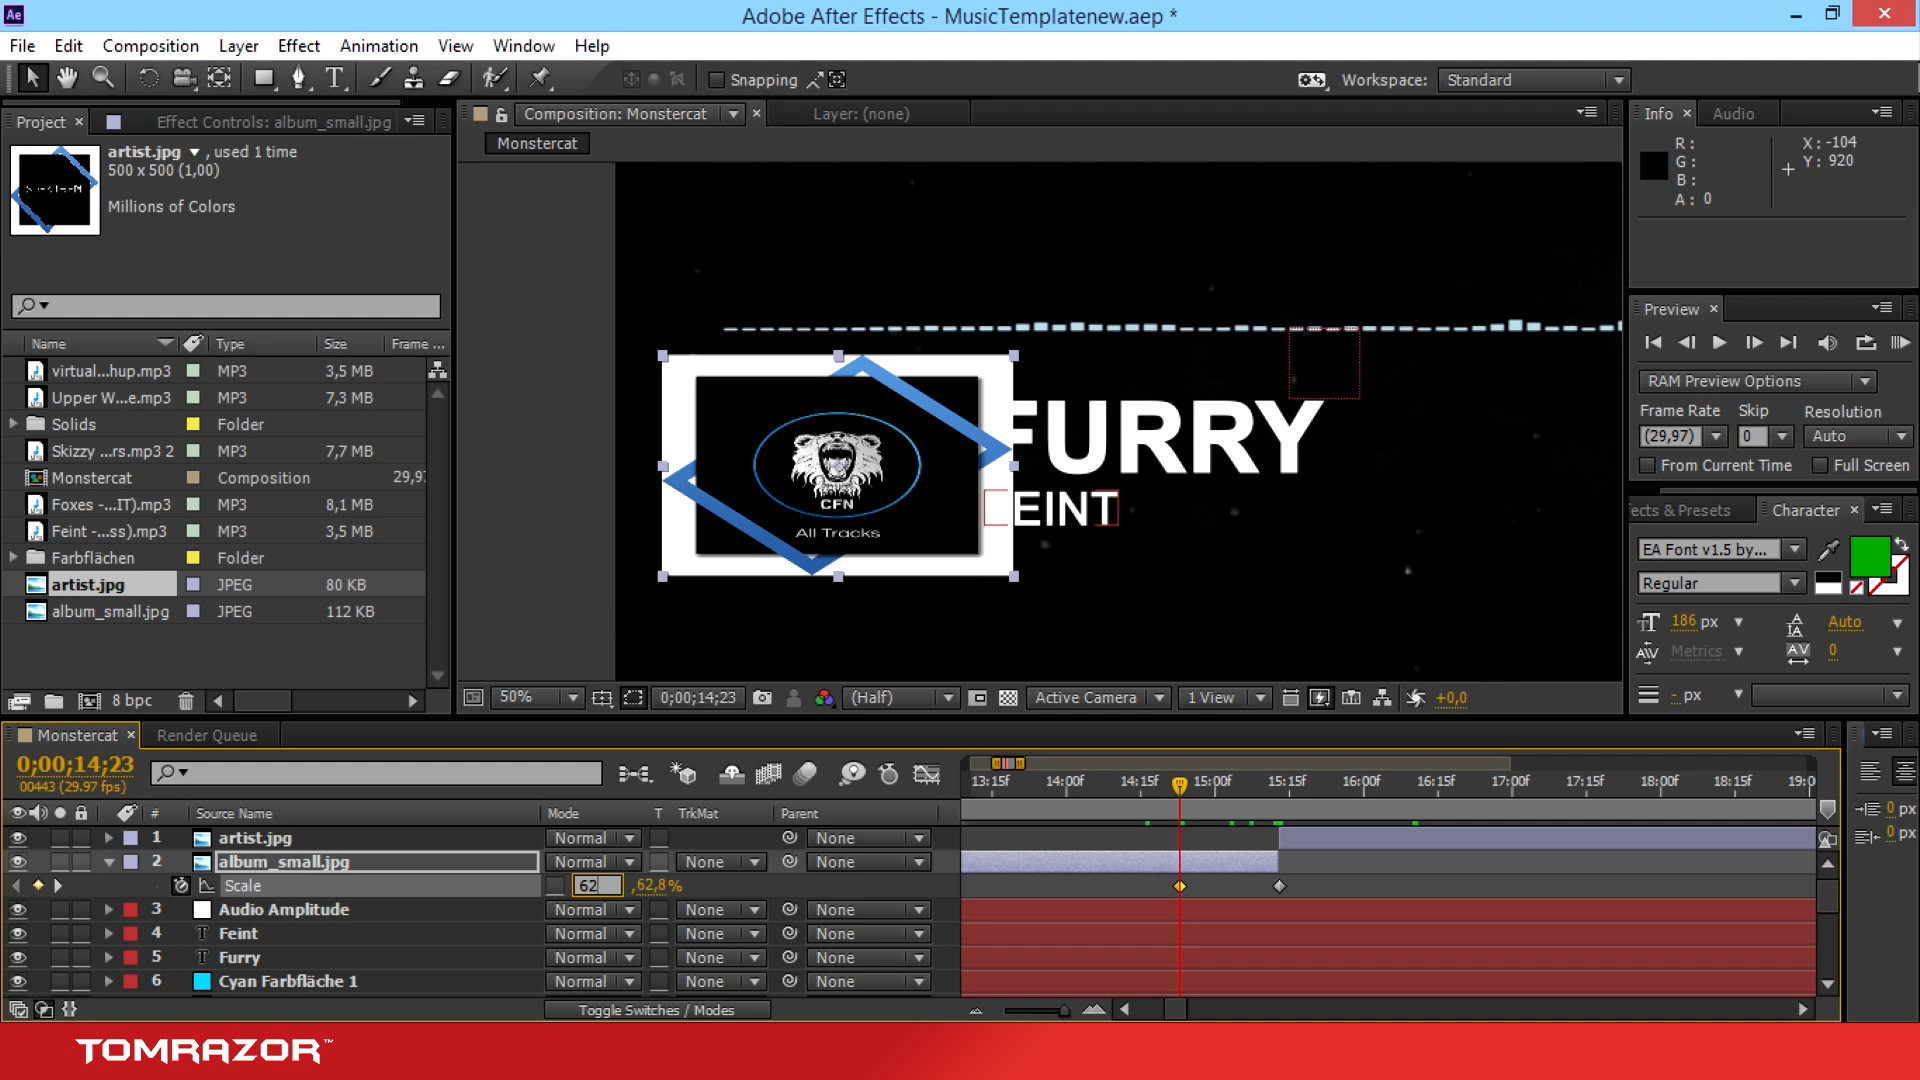 Ae
Adobe After Effects - MusicTemplatenew.aep *
File Edit Composition Layer Effect Animation View Window Help
Snapping
Workspace: Standard
Project × Effect Controls: album_small.jpg
artist.jpg ▼ , used 1 time
500 x 500 (1,00)
Millions of Colors
Name Type Size Frame ...
virtual...hup.mp3 MP3 3,5 MB
Upper W...e.mp3 MP3 7,3 MB
Solids Folder
Skizzy ...rs.mp3 2 MP3 7,7 MB
Monstercat Composition 29,9
Foxes -...IT).mp3 MP3 8,1 MB
Feint -...ss).mp3 MP3 3,5 MB
Farbflächen Folder
artist.jpg JPEG 80 KB
album_small.jpg JPEG 112 KB
8 bpc
Composition: Monstercat ▼ × Layer: (none)
Monstercat
FURRY
FEINT
CFN
All Tracks
50% 0;00;14;23 (Half) Active Camera 1 View +0,0
Info × Audio
R :
G :
B :
A : 0
X : -104
Y : 920
Preview ×
RAM Preview Options
Frame Rate Skip Resolution
(29,97) 0 Auto
From Current Time Full Screen
ects & Presets Character ×
EA Font v1.5 by...
Regular
186 px Auto
Metrics 0
- px
Monstercat × Render Queue
0;00;14;23
00443 (29.97 fps)
13:15f 14:00f 14:15f 15:00f 15:15f 16:00f 16:15f 17:00f 17:15f 18:00f 18:15f 19:0
# Source Name Mode T TrkMat Parent
1 artist.jpg Normal None
2 album_small.jpg Normal None None
Scale 62 ,62,8%
3 Audio Amplitude Normal None None
4 T Feint Normal None None
5 T Furry Normal None None
6 Cyan Farbfläche 1 Normal None None
Toggle Switches / Modes
0 px
0 px
TOMRAZOR™